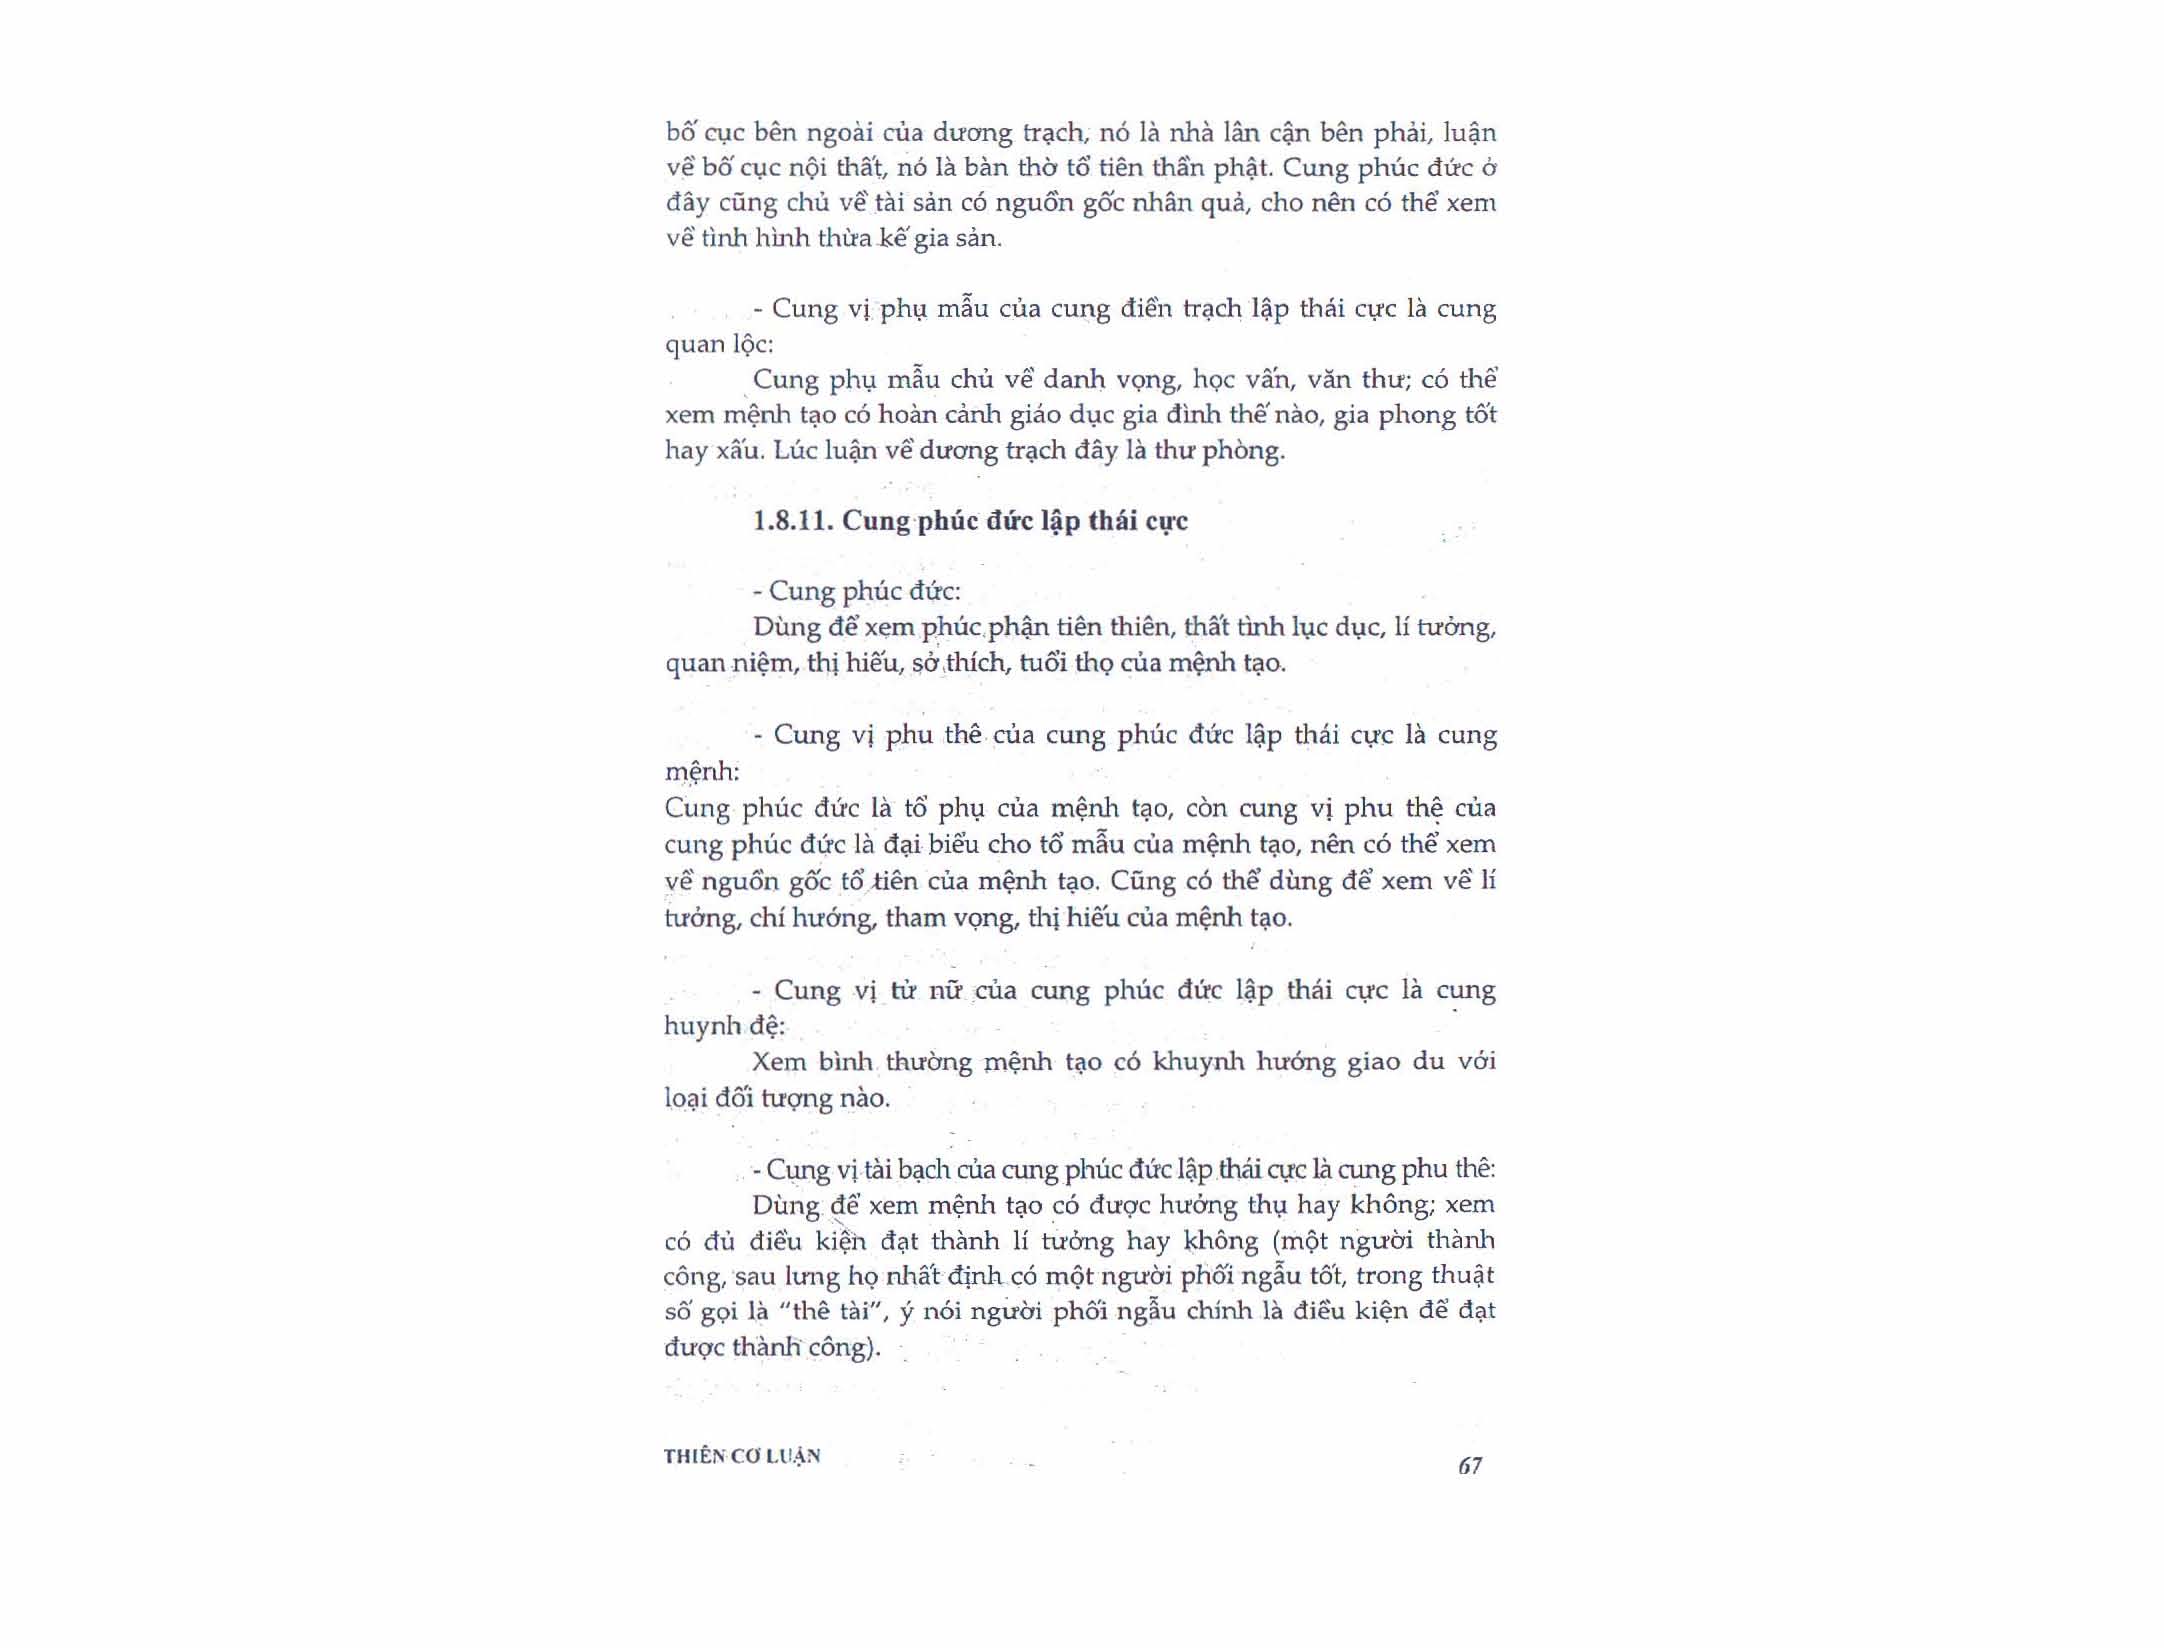 bố cục bên ngoài của dương trạch, nó là nhà lân cận bên phải, luận
về bố cục nội thất, nó là bàn thờ tổ tiên thần phật. Cung phúc đức ở
đây cũng chủ về tài sản có nguồn gốc nhân quả, cho nên có thể xem
về tình hình thừa kế gia sản.
- Cung vị phụ mẫu của cung điền trạch lập thái cực là cung
quan lộc:
Cung phụ mẫu chủ về danh vọng, học vấn, văn thư; có thể
xem mệnh tạo có hoàn cảnh giáo dục gia đình thế nào, gia phong tốt
hay xấu. Lúc luận về dương trạch đây là thư phòng.
1.8.11. Cung phúc đức lập thái cực
- Cung phúc đức:
Dùng để xem phúc phận tiên thiên, thất tình lục dục, lí tưởng,
quan niệm, thị hiếu, sở thích, tuổi thọ của mệnh tạo.
- Cung vị phu thê của cung phúc đức lập thái cực là cung
mệnh:
Cung phúc đức là tổ phụ của mệnh tạo, còn cung vị phu thê của
cung phúc đức là đại biểu cho tổ mẫu của mệnh tạo, nên có thể xem
về nguồn gốc tổ tiên của mệnh tạo. Cũng có thể dùng để xem về lí
tưởng, chí hướng, tham vọng, thị hiếu của mệnh tạo.
- Cung vị tử nữ của cung phúc đức lập thái cực là cung
huynh đệ:
Xem bình thường mệnh tạo có khuynh hướng giao du với
loại đối tượng nào.
- Cung vị tài bạch của cung phúc đức lập thái cực là cung phu thê:
Dùng để xem mệnh tạo có được hưởng thụ hay không; xem
có đủ điều kiện đạt thành lí tưởng hay không (một người thành
công, sau lưng họ nhất định có một người phối ngẫu tốt, trong thuật
số gọi là "thê tài", ý nói người phối ngẫu chính là điều kiện để đạt
được thành công).
THIÊN CƠ LUẬN
67